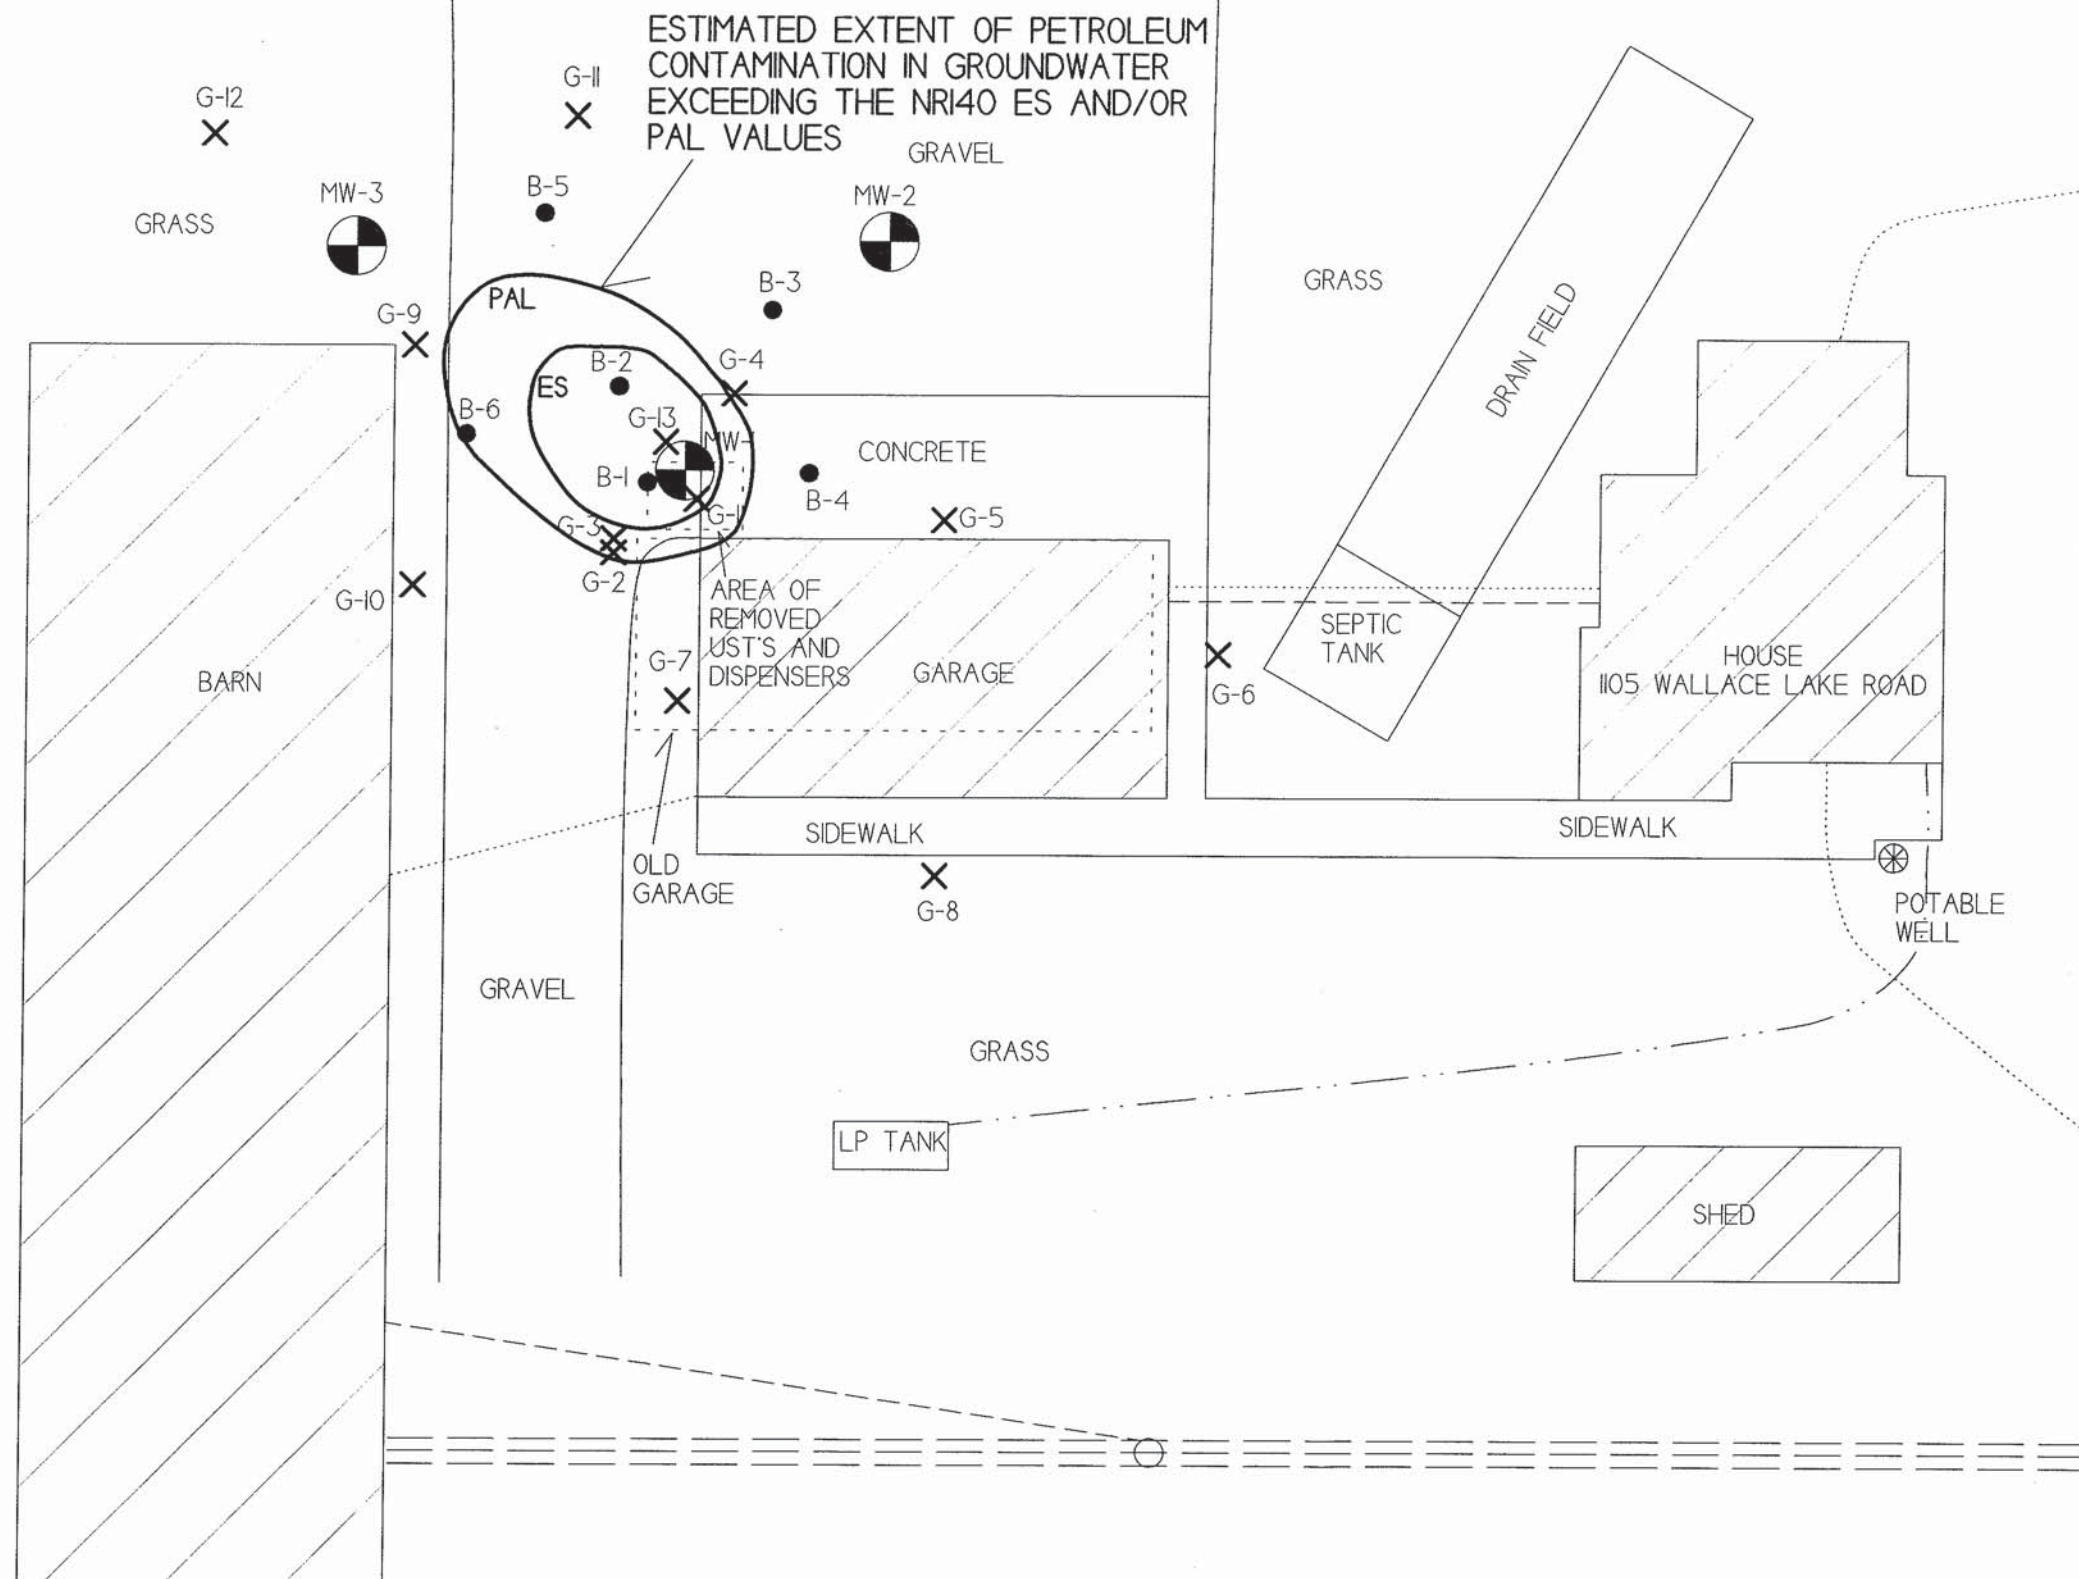 ESTIMATED EXTENT OF PETROLEUM
CONTAMINATION IN GROUNDWATER
EXCEEDING THE NR140 ES AND/OR
PAL VALUES
G-11
G-12
GRAVEL
MW-3
B-5
MW-2
GRASS
GRASS
B-3
PAL
G-9
DRAIN FIELD
B-2
G-4
ES
B-6
G-13
MW-1
CONCRETE
B-1
B-4
G-1
G-5
G-3
G-2
G-10
AREA OF
REMOVED
UST'S AND
DISPENSERS
SEPTIC
TANK
G-7
GARAGE
BARN
HOUSE
1105 WALLACE LAKE ROAD
G-6
SIDEWALK
SIDEWALK
OLD
GARAGE
G-8
POTABLE
WELL
GRAVEL
GRASS
LP TANK
SHED